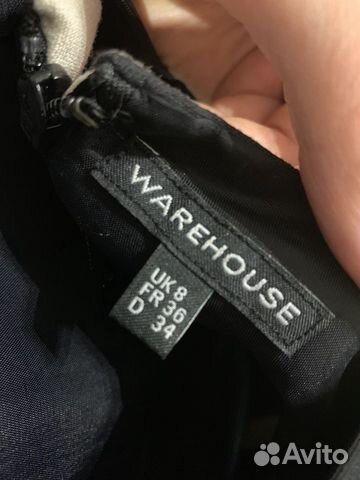 WAREHOUSE
UK 8
FR 36
D 34
Avito